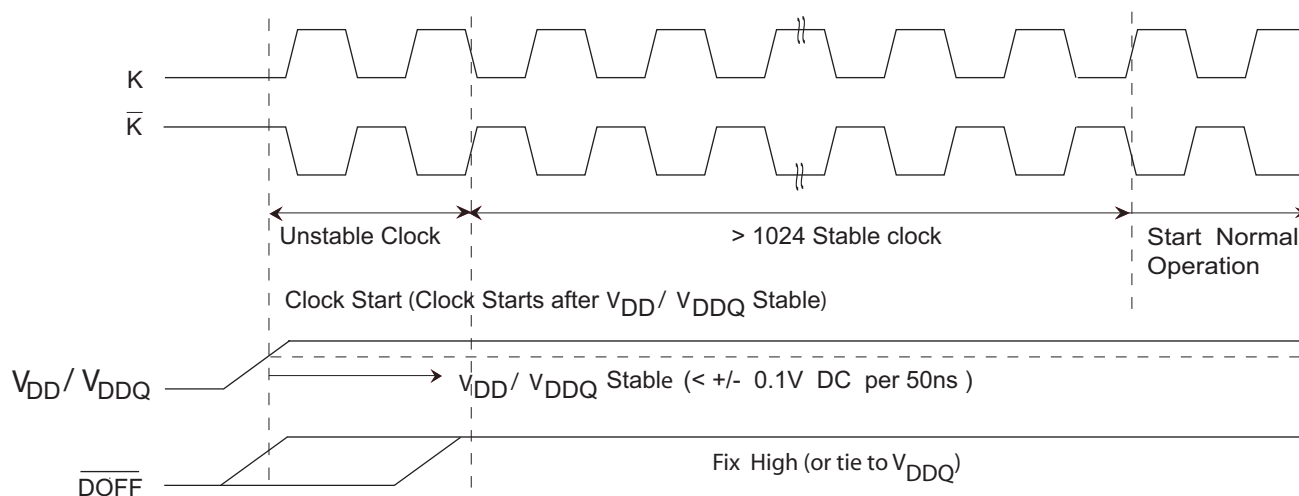 K
K̅
Unstable Clock
> 1024 Stable clock
Start Normal
Operation
Clock Start (Clock Starts after VDD / VDDQ Stable)
VDD / VDDQ
VDD / VDDQ Stable (< +/- 0.1V DC per 50ns )
D̅O̅F̅F̅
Fix High (or tie to VDDQ)